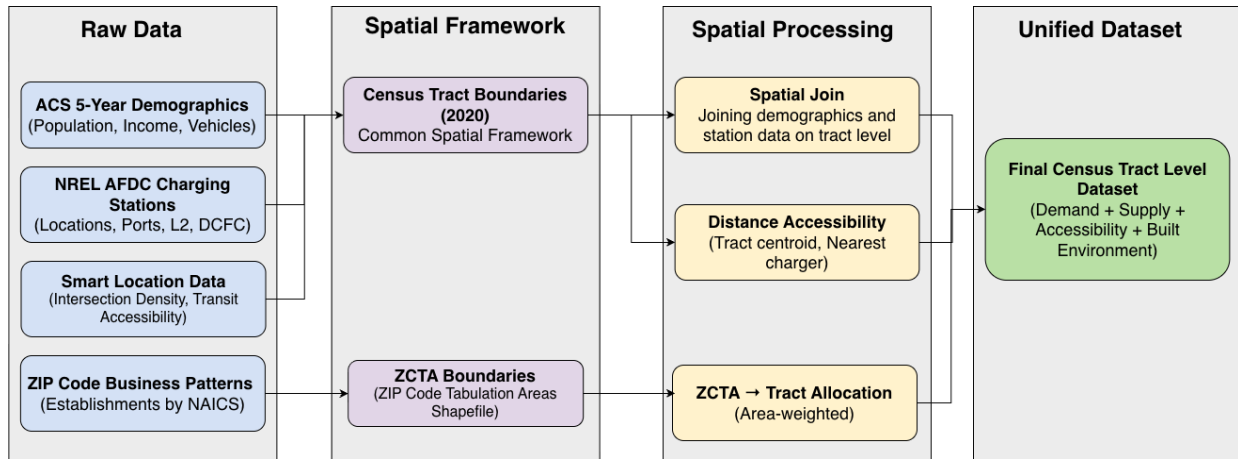 Raw Data
ACS 5-Year Demographics
(Population, Income, Vehicles)
NREL AFDC Charging
Stations
(Locations, Ports, L2, DCFC)
Smart Location Data
(Intersection Density, Transit
Accessibility)
ZIP Code Business Patterns
(Establishments by NAICS)
Spatial Framework
Census Tract Boundaries
(2020)
Common Spatial Framework
ZCTA Boundaries
(ZIP Code Tabulation Areas
Shapefile)
Spatial Processing
Spatial Join
Joining demographics and
station data on tract level
Distance Accessibility
(Tract centroid, Nearest
charger)
ZCTA → Tract Allocation
(Area-weighted)
Unified Dataset
Final Census Tract Level
Dataset
(Demand + Supply +
Accessibility + Built
Environment)